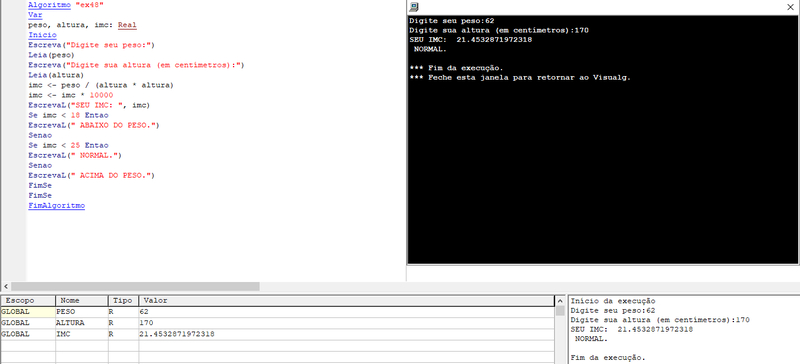 Algoritmo "ex48"
Var
peso, altura, imc: Real
Inicio
Escreva("Digite seu peso:")
Leia(peso)
Escreva("Digite sua altura (em centimetros):")
Leia(altura)
imc <- peso / (altura * altura)
imc <- imc * 10000
EscrevaL("SEU IMC: ", imc)
Se imc < 18 Entao
EscrevaL(" ABAIXO DO PESO.")
Senao
Se imc < 25 Entao
EscrevaL(" NORMAL.")
Senao
EscrevaL(" ACIMA DO PESO.")
FimSe
FimSe
FimAlgoritmo
Digite seu peso:62
Digite sua altura (em centimetros):170
SEU IMC:  21.4532871972318
 NORMAL.
*** Fim da execução.
*** Feche esta janela para retornar ao Visualg.
Escopo Nome Tipo Valor
GLOBAL PESO R 62
GLOBAL ALTURA R 170
GLOBAL IMC R 21.4532871972318
Início da execução
Digite seu peso:62
Digite sua altura (em centimetros):170
SEU IMC:  21.4532871972318
 NORMAL.
Fim da execução.